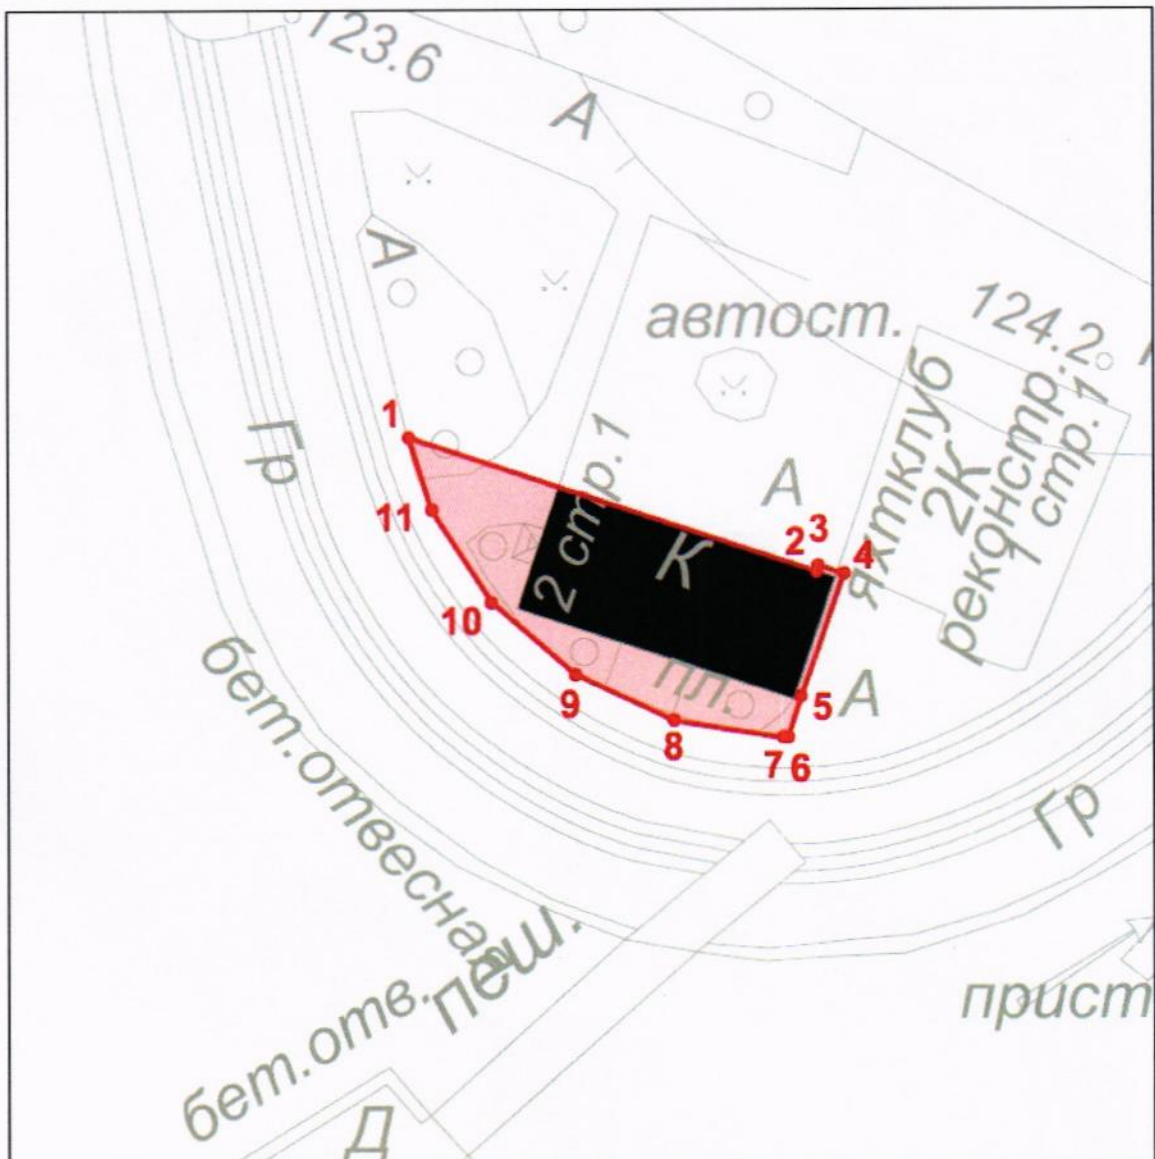 123.6
А
А
автост.
124.2
яхтклуб
2К
реконстр.
1 стр.1
1
2 стр.1
А
Гр
11
К
2
3
4
10
пл.
5
А
9
8
7
6
бет.отвесная
Гр
пеш.
бет.отв.
прист
Д